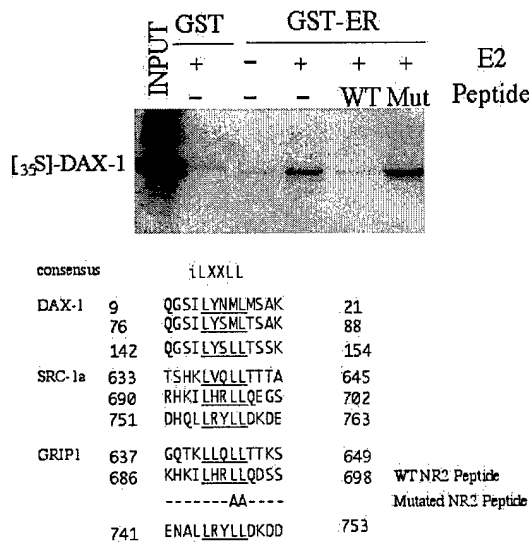 GST GST-ER
INPUT + - + + + E2
- - - WT Mut Peptide
[35S]-DAX-1
consensus iLXXLL
DAX-1 9 QGSILYNMLMSAK 21
76 QGSILYSMLTSAK 88
142 QGSILYSLLTSSK 154
SRC-1a 633 TSHKLVQLLTTTA 645
690 RHKILHRLLQEGS 702
751 DHQLLRYLLDKDE 763
GRIP1 637 GQTKLLQLLTTKS 649
686 KHKILHRLLQDSS 698 WT NR2 Peptide
-------AA---- Mutated NR2 Peptide
741 ENALLRYLLDKDD 753